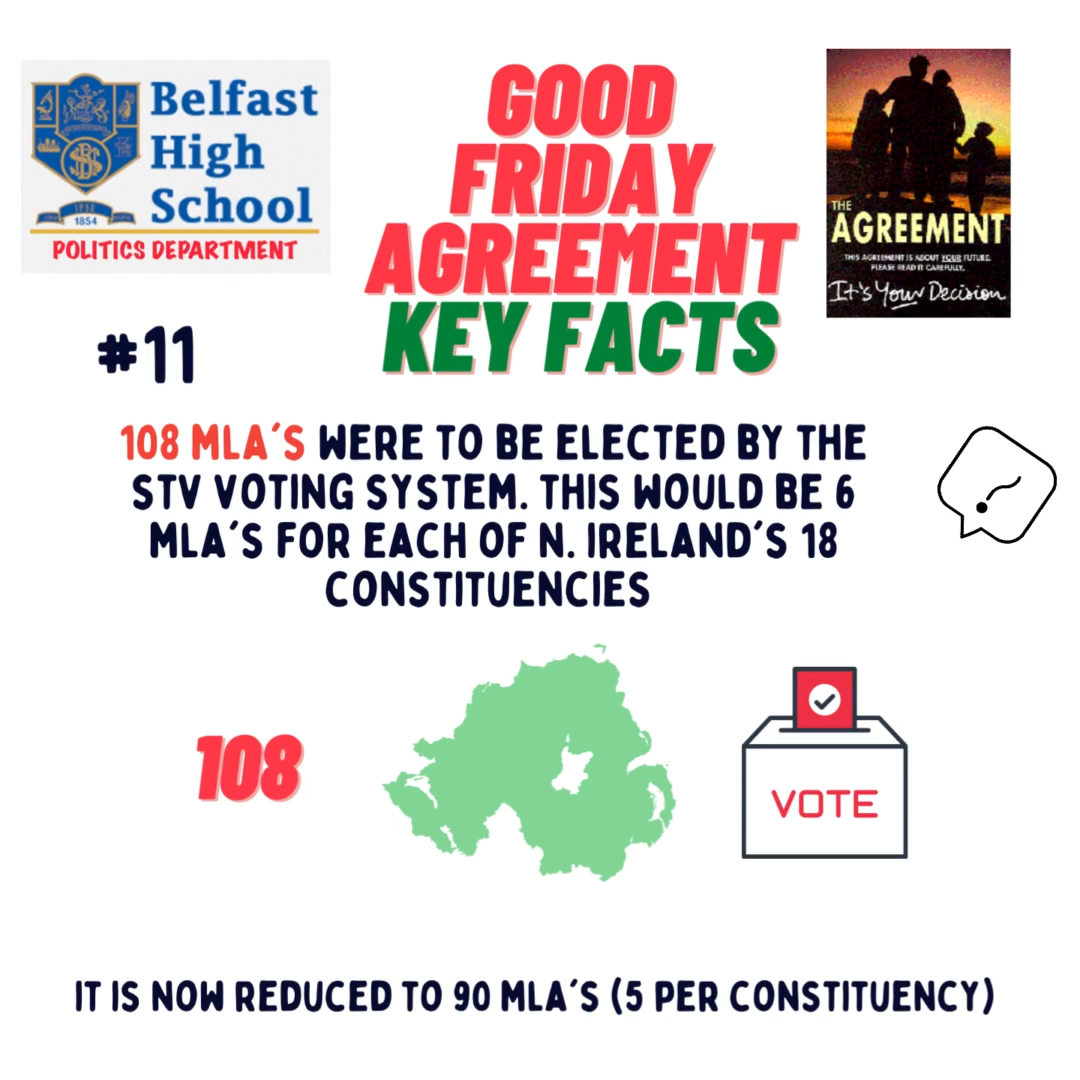 Belfast
High
School
1854
POLITICS DEPARTMENT
GOOD
FRIDAY
AGREEMENT
KEY FACTS
THE
AGREEMENT
THIS AGREEMENT IS ABOUT YOUR FUTURE.
PLEASE READ IT CAREFULLY.
It's Your Decision
#11
108 MLA'S WERE TO BE ELECTED BY THE
STV VOTING SYSTEM. THIS WOULD BE 6
MLA'S FOR EACH OF N. IRELAND'S 18
CONSTITUENCIES
108
VOTE
IT IS NOW REDUCED TO 90 MLA'S (5 PER CONSTITUENCY)